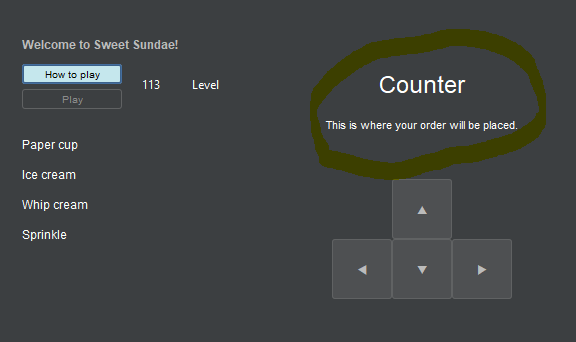 Welcome to Sweet Sundae!
How to play
113 Level
Play
Paper cup
Ice cream
Whip cream
Sprinkle
Counter
This is where your order will be placed.